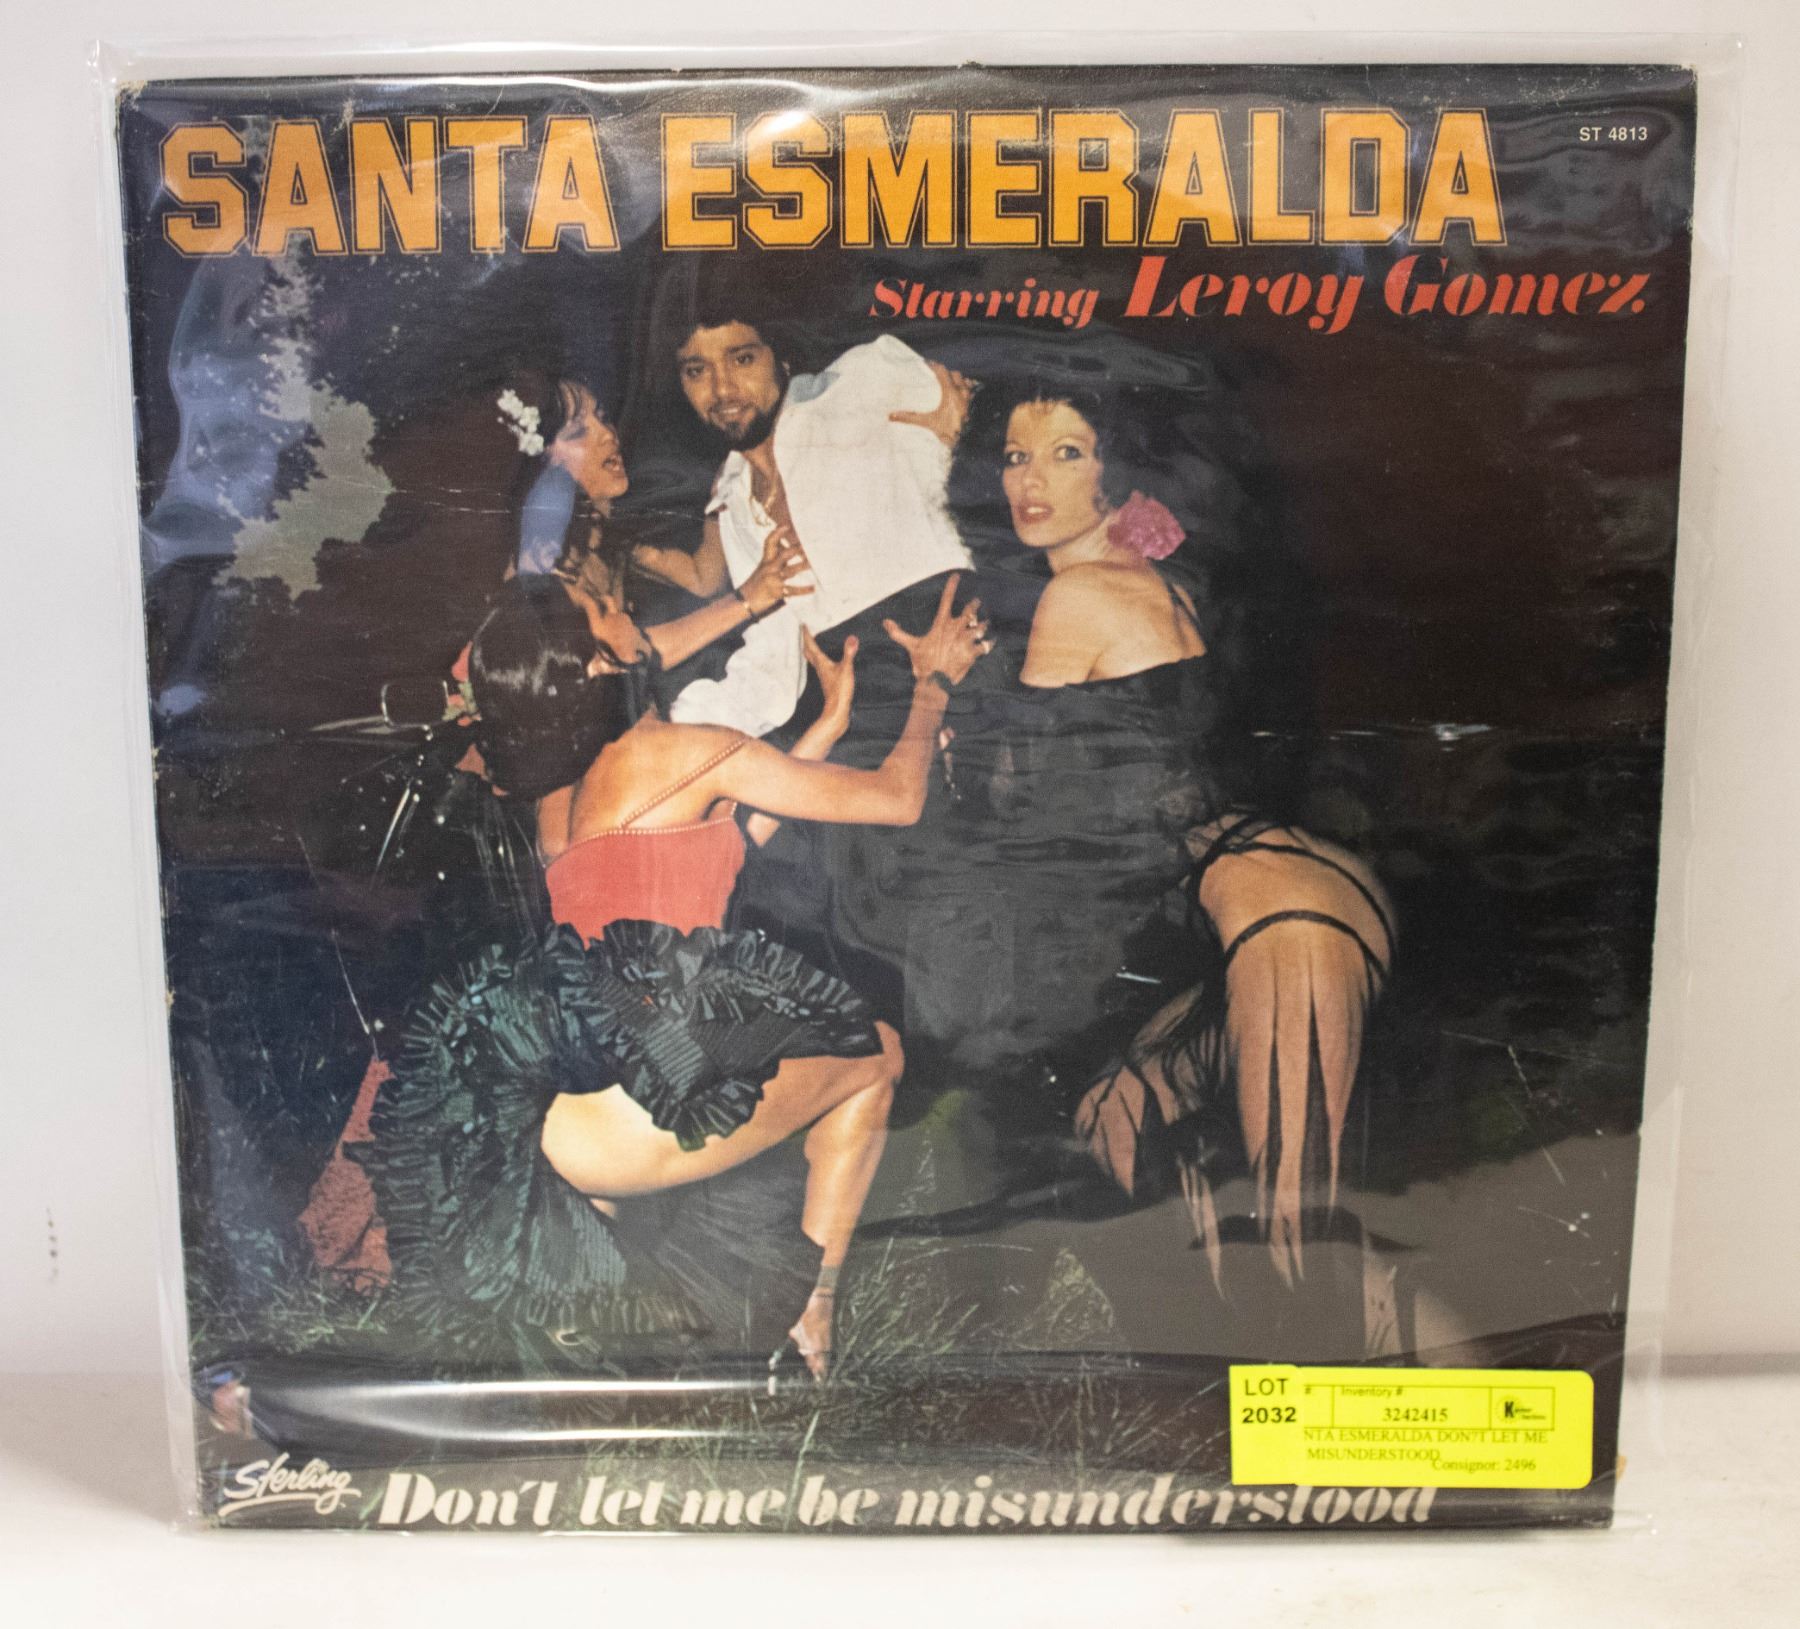 SANTA ESMERALDA
ST 4813
Starring Leroy Gomez
LOT # Inventory #
2032 3242415
NTA ESMERALDA DON?T LET ME
MISUNDERSTOOD
Consignor: 2496
Sterling
Don't let me be misunderstood